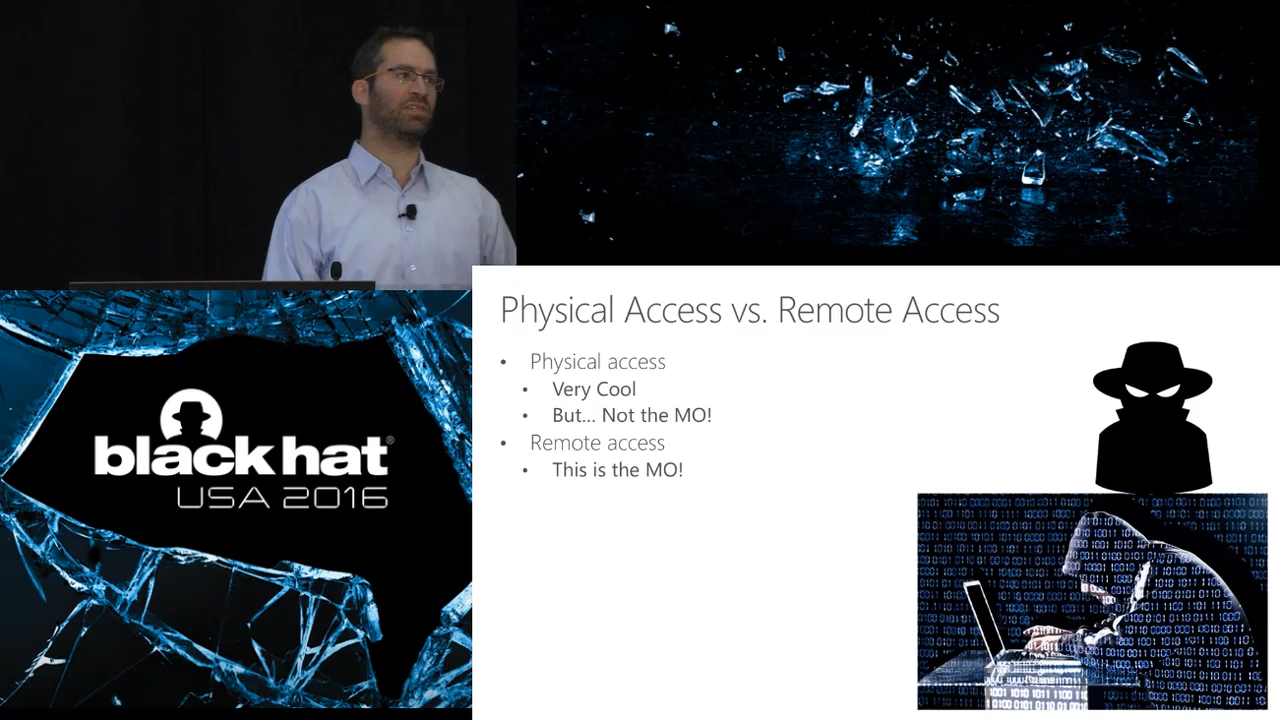 black hat®
USA 2016
Physical Access vs. Remote Access
• Physical access
• Very Cool
• But... Not the MO!
• Remote access
• This is the MO!